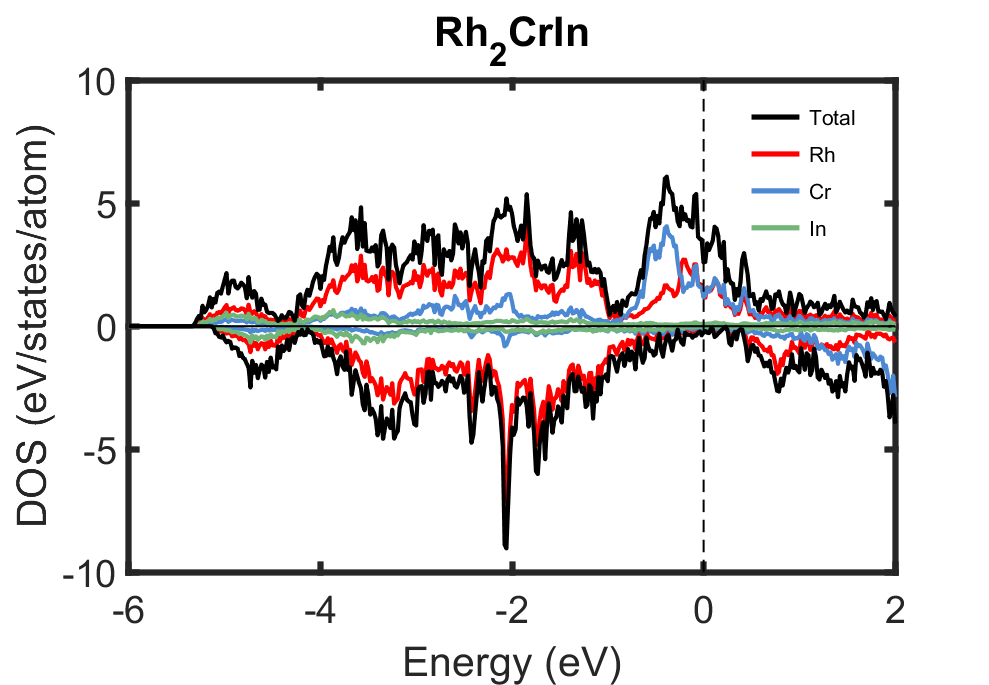 Rh₂CrIn
DOS (eV/states/atom)
10
5
0
-5
-10
Total
Rh
Cr
In
-6 -4 -2 0 2
Energy (eV)